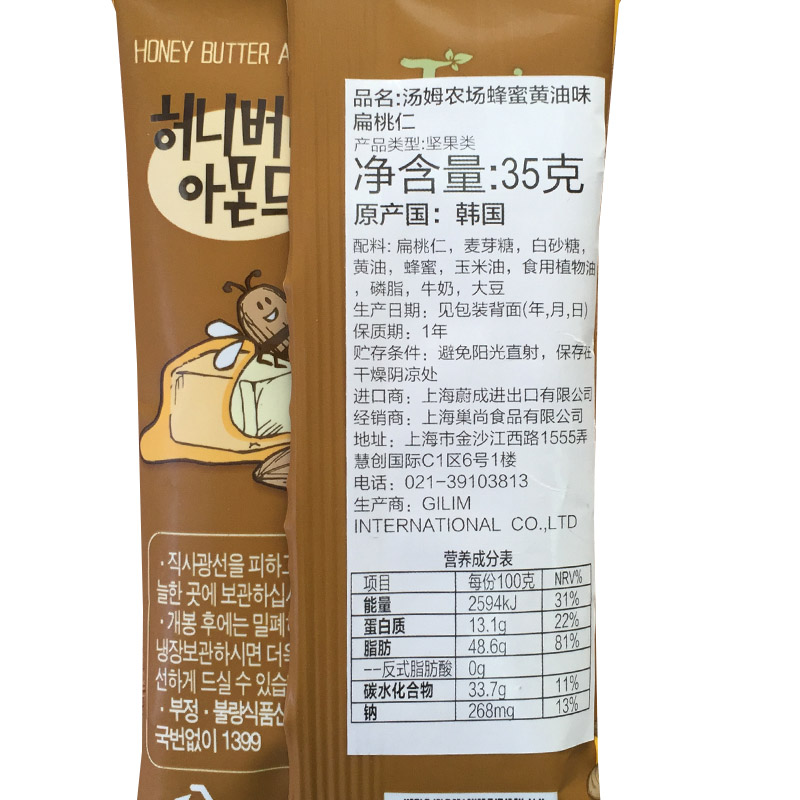 HONEY BUTTER A
허니버
아몬드
·직사광선을 피하고
늘한 곳에 보관하십시
·개봉 후에는 밀폐하
냉장보관하시면 더욱
선하게 드실 수 있습
·부정·불량식품신
국번없이 1399
品名:汤姆农场蜂蜜黄油味
扁桃仁
产品类型:坚果类
净含量:35克
原产国：韩国
配料: 扁桃仁，麦芽糖，白砂糖，
黄油，蜂蜜，玉米油，食用植物油
，磷脂，牛奶，大豆
生产日期：见包装背面(年,月,日)
保质期：1年
贮存条件：避免阳光直射，保存在
干燥阴凉处
进口商：上海蔚成进出口有限公司
经销商：上海巢尚食品有限公司
地址：上海市金沙江西路1555弄
慧创国际C1区6号1楼
电话：021-39103813
生产商：GILIM
INTERNATIONAL CO.,LTD
营养成分表
项目 每份100克 NRV%
能量 2594kJ 31%
蛋白质 13.1g 22%
脂肪 48.6g 81%
--反式脂肪酸 0g
碳水化合物 33.7g 11%
钠 268mg 13%